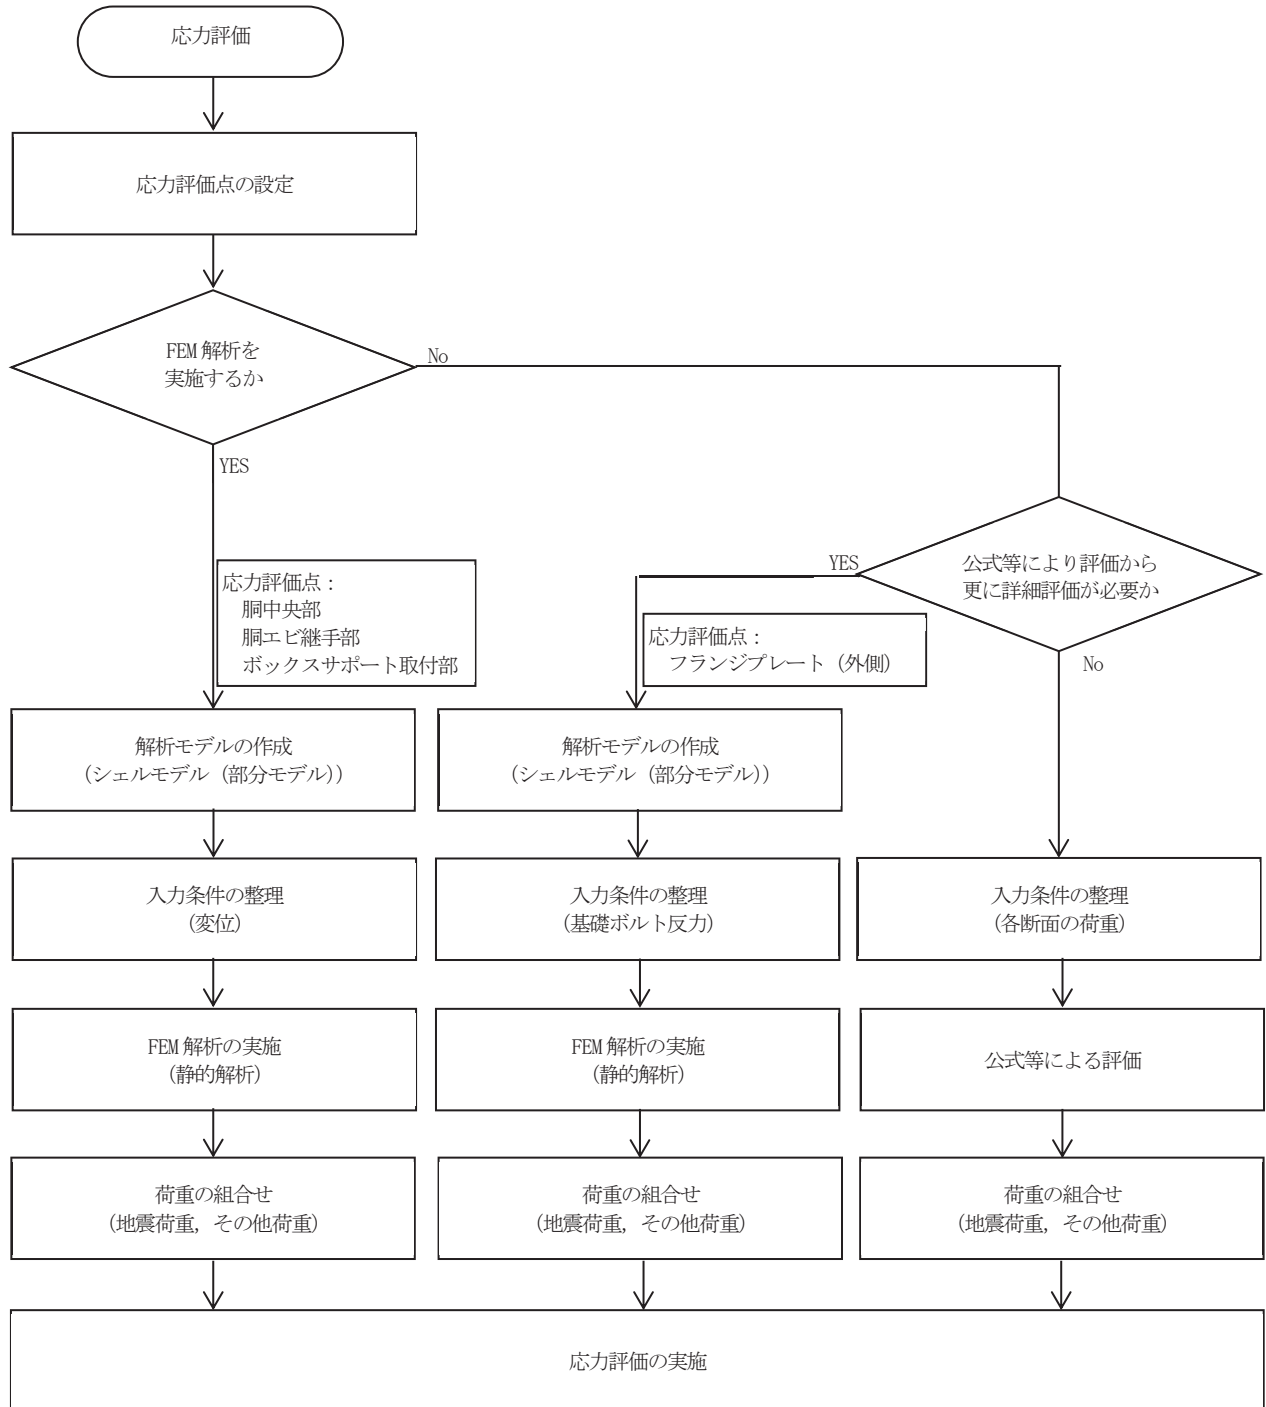 応力評価
応力評価点の設定
FEM 解析を
実施するか
No
YES
応力評価点：
胴中央部
胴エビ継手部
ボックスサポート取付部
公式等により評価から
更に詳細評価が必要か
YES
No
応力評価点：
フランジプレート（外側）
解析モデルの作成
（シェルモデル（部分モデル））
解析モデルの作成
（シェルモデル（部分モデル））
入力条件の整理
（変位）
入力条件の整理
（基礎ボルト反力）
入力条件の整理
（各断面の荷重）
FEM 解析の実施
（静的解析）
FEM 解析の実施
（静的解析）
公式等による評価
荷重の組合せ
（地震荷重，その他荷重）
荷重の組合せ
（地震荷重，その他荷重）
荷重の組合せ
（地震荷重，その他荷重）
応力評価の実施